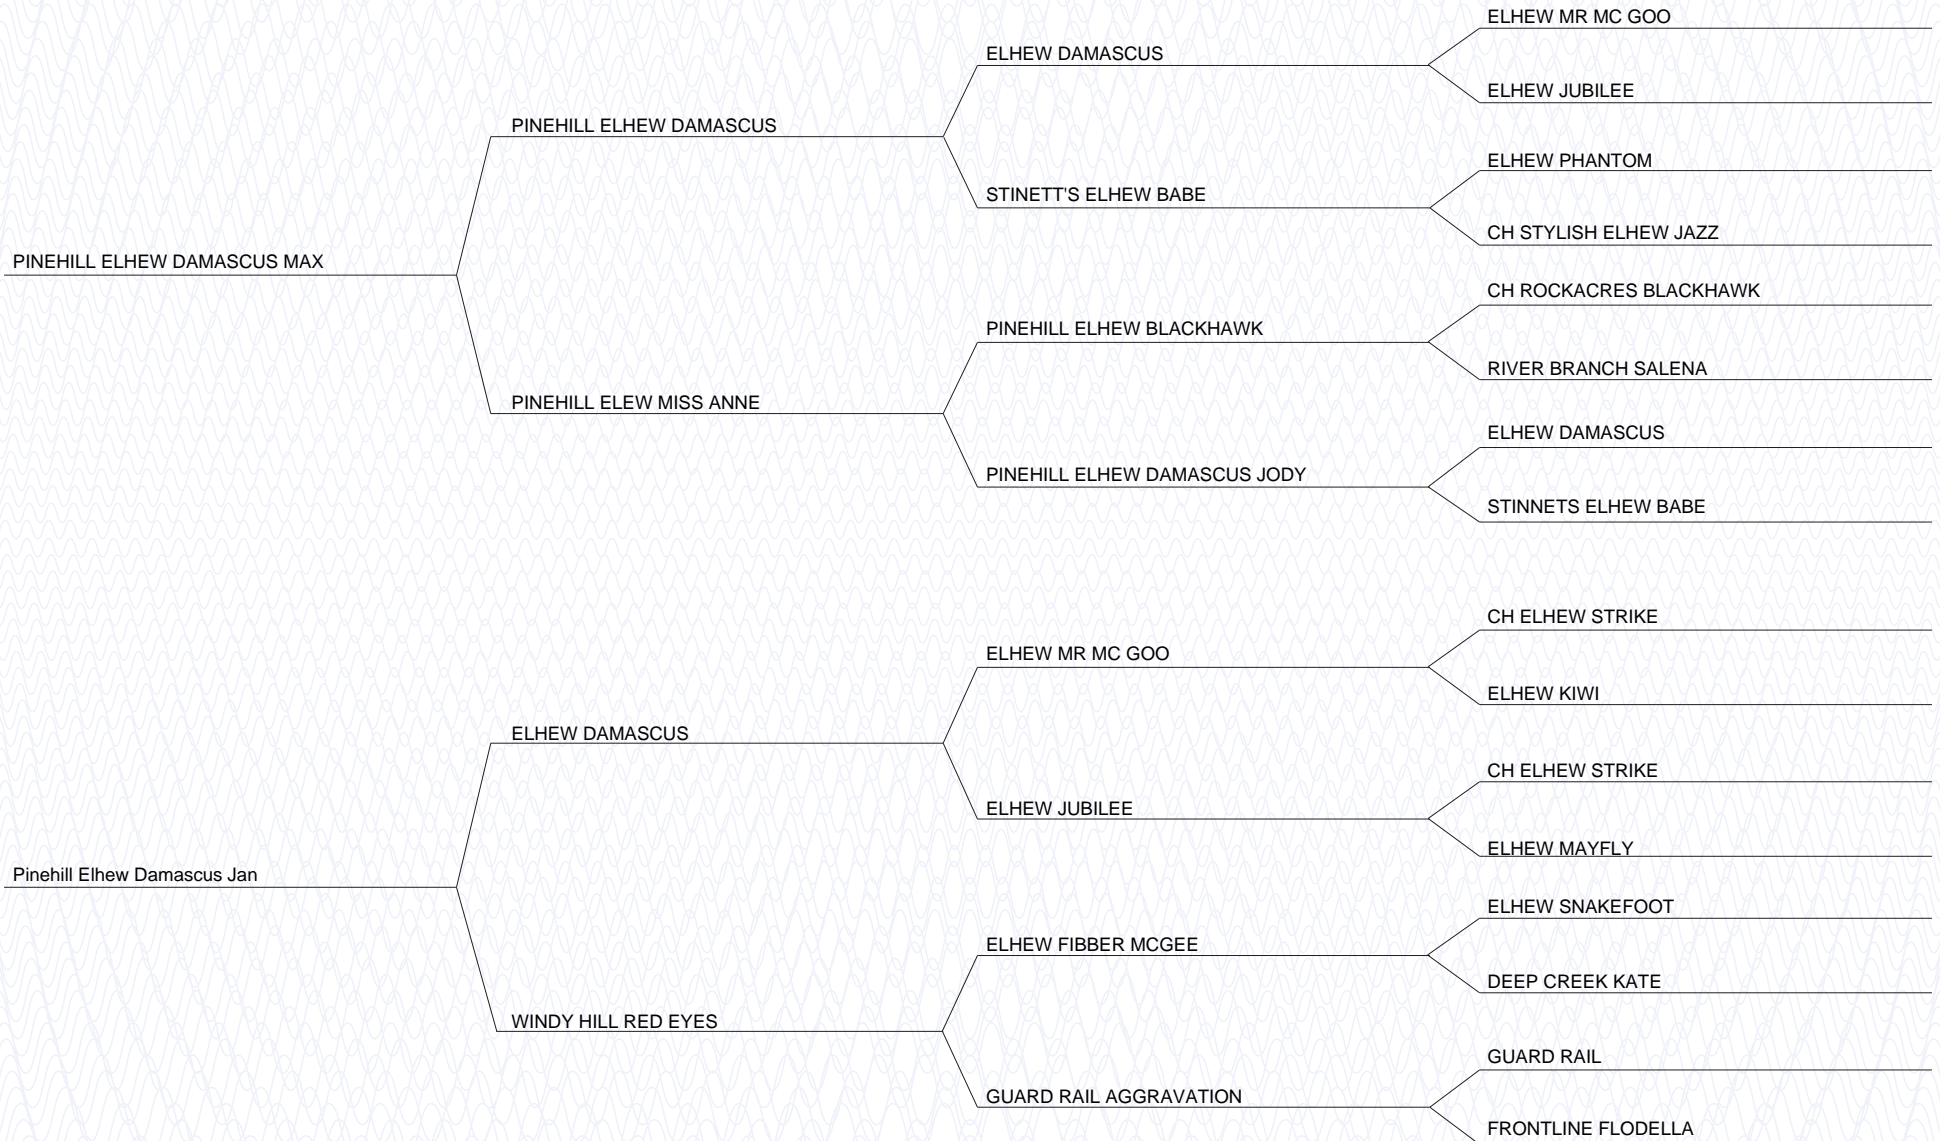 ELHEW MR MC GOO
ELHEW DAMASCUS
ELHEW JUBILEE
PINEHILL ELHEW DAMASCUS
ELHEW PHANTOM
STINETT'S ELHEW BABE
CH STYLISH ELHEW JAZZ
PINEHILL ELHEW DAMASCUS MAX
CH ROCKACRES BLACKHAWK
PINEHILL ELHEW BLACKHAWK
RIVER BRANCH SALENA
PINEHILL ELEW MISS ANNE
ELHEW DAMASCUS
PINEHILL ELHEW DAMASCUS JODY
STINNETS ELHEW BABE
CH ELHEW STRIKE
ELHEW MR MC GOO
ELHEW KIWI
ELHEW DAMASCUS
CH ELHEW STRIKE
ELHEW JUBILEE
ELHEW MAYFLY
Pinehill Elhew Damascus Jan
ELHEW SNAKEFOOT
ELHEW FIBBER MCGEE
DEEP CREEK KATE
WINDY HILL RED EYES
GUARD RAIL
GUARD RAIL AGGRAVATION
FRONTLINE FLODELLA